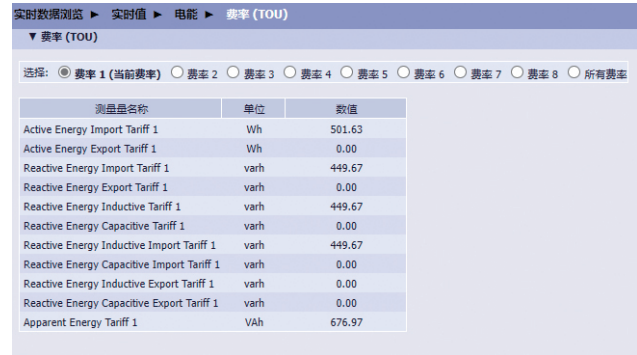 实时数据浏览 ► 实时值 ► 电能 ► 费率 (TOU)
▼ 费率 (TOU)
选择: 费率 1 (当前费率) 费率 2 费率 3 费率 4 费率 5 费率 6 费率 7 费率 8 所有费率
测量量名称 单位 数值
Active Energy Import Tariff 1 Wh 501.63
Active Energy Export Tariff 1 Wh 0.00
Reactive Energy Import Tariff 1 varh 449.67
Reactive Energy Export Tariff 1 varh 0.00
Reactive Energy Inductive Tariff 1 varh 449.67
Reactive Energy Capacitive Tariff 1 varh 0.00
Reactive Energy Inductive Import Tariff 1 varh 449.67
Reactive Energy Capacitive Import Tariff 1 varh 0.00
Reactive Energy Inductive Export Tariff 1 varh 0.00
Reactive Energy Capacitive Export Tariff 1 varh 0.00
Apparent Energy Tariff 1 VAh 676.97